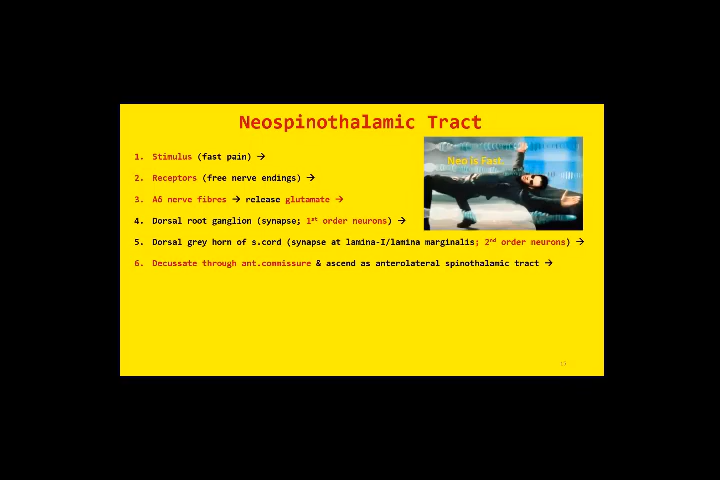 Neospinothalamic Tract
1. Stimulus (fast pain) →
Neo is Fast
2. Receptors (free nerve endings) →
3. Aδ nerve fibres → release glutamate →
4. Dorsal root ganglion (synapse; 1st order neurons) →
5. Dorsal grey horn of s.cord (synapse at lamina-I/lamina marginalis; 2nd order neurons) →
6. Decussate through ant.commissure & ascend as anterolateral spinothalamic tract →